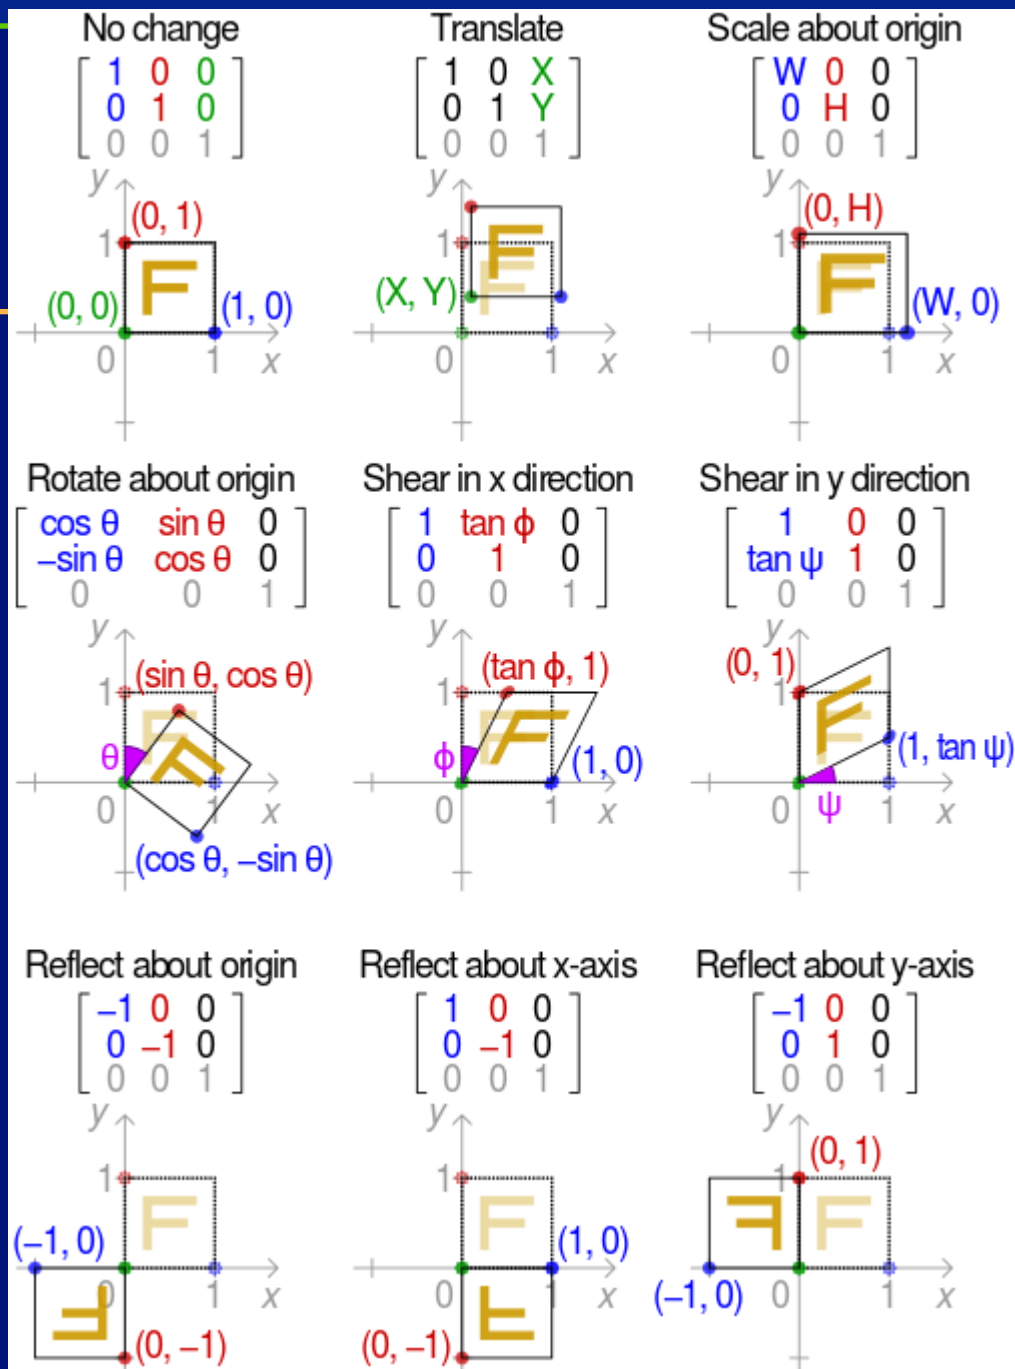 No change
1 0 0
0 1 0
0 0 1
y
(0, 1)
1
(0, 0)
(1, 0)
0
1
x
Translate
1 0 X
0 1 Y
0 0 1
y
1
(X, Y)
0
1
x
Scale about origin
W 0 0
0 H 0
0 0 1
y
(0, H)
1
(W, 0)
0
1
x
F
F
F
F
F
Rotate about origin
cos θ sin θ 0
−sin θ cos θ 0
0 0 1
y
(sin θ, cos θ)
1
θ
0
1
x
(cos θ, −sin θ)
F
F
Shear in x direction
1 tan ϕ 0
0 1 0
0 0 1
y
(tan ϕ, 1)
1
ϕ
(1, 0)
0
1
x
F
F
Shear in y direction
1 0 0
tan ψ 1 0
0 0 1
y
(0, 1)
1
(1, tan ψ)
0
ψ
1
x
F
F
Reflect about origin
−1 0 0
0 −1 0
0 0 1
y
1
F
(−1, 0)
0
1
x
F
(0, −1)
Reflect about x-axis
1 0 0
0 −1 0
0 0 1
y
1
F
(1, 0)
0
1
x
F
(0, −1)
Reflect about y-axis
−1 0 0
0 1 0
0 0 1
y
(0, 1)
1
F
F
(−1, 0)
0
1
x